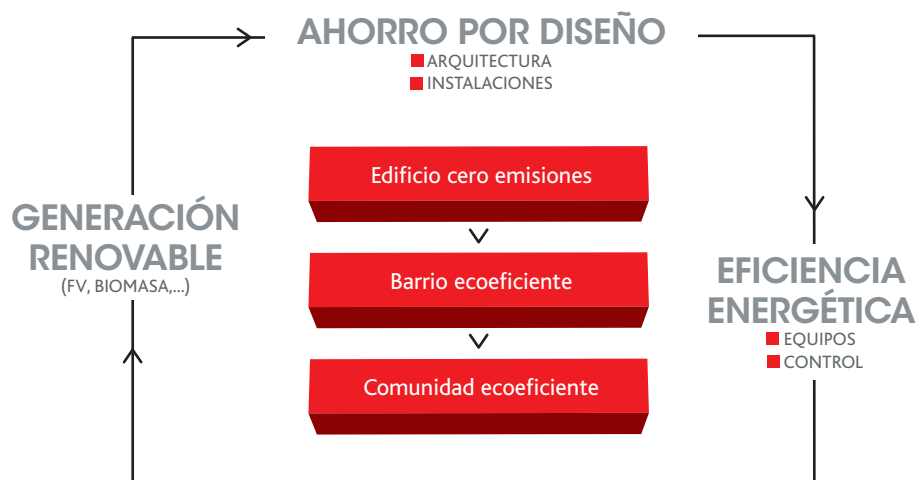 AHORRO POR DISEÑO
ARQUITECTURA
INSTALACIONES
Edificio cero emisiones
GENERACIÓN
RENOVABLE
(FV, BIOMASA,...)
Barrio ecoeficiente
EFICIENCIA
ENERGÉTICA
EQUIPOS
CONTROL
Comunidad ecoeficiente